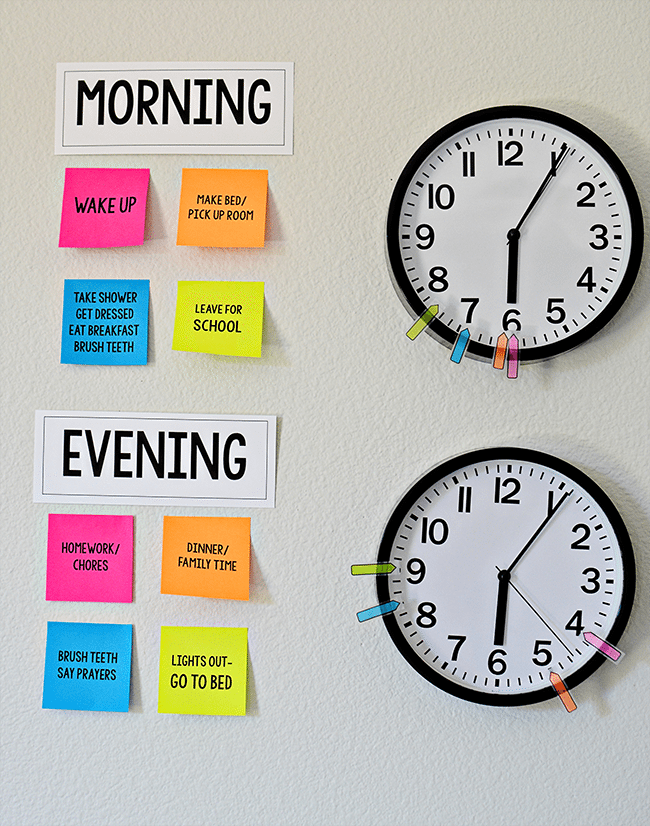 MORNING
WAKE UP
MAKE BED/
PICK UP ROOM
TAKE SHOWER
GET DRESSED
EAT BREAKFAST
BRUSH TEETH
LEAVE FOR
SCHOOL
12
1
2
3
4
5
6
7
8
9
10
11
EVENING
HOMEWORK/
CHORES
DINNER/
FAMILY TIME
BRUSH TEETH
SAY PRAYERS
LIGHTS OUT-
GO TO BED
12
1
2
3
4
5
6
7
8
9
10
11